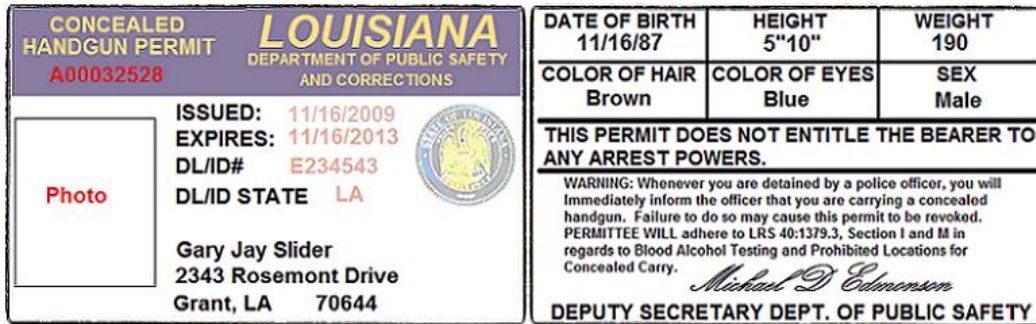 CONCEALED
HANDGUN PERMIT
A00032528
LOUISIANA
DEPARTMENT OF PUBLIC SAFETY
AND CORRECTIONS
Photo
ISSUED: 11/16/2009
EXPIRES: 11/16/2013
DL/ID# E234543
DL/ID STATE LA
Gary Jay Slider
2343 Rosemont Drive
Grant, LA 70644
DATE OF BIRTH HEIGHT WEIGHT
11/16/87 5"10" 190
COLOR OF HAIR COLOR OF EYES SEX
Brown Blue Male
THIS PERMIT DOES NOT ENTITLE THE BEARER TO
ANY ARREST POWERS.
WARNING: Whenever you are detained by a police officer, you will
Immediately inform the officer that you are carrying a concealed
handgun. Failure to do so may cause this permit to be revoked.
PERMITTEE WILL adhere to LRS 40:1379.3, Section I and M in
regards to Blood Alcohol Testing and Prohibited Locations for
Concealed Carry.
Michael D Edmonson
DEPUTY SECRETARY DEPT. OF PUBLIC SAFETY